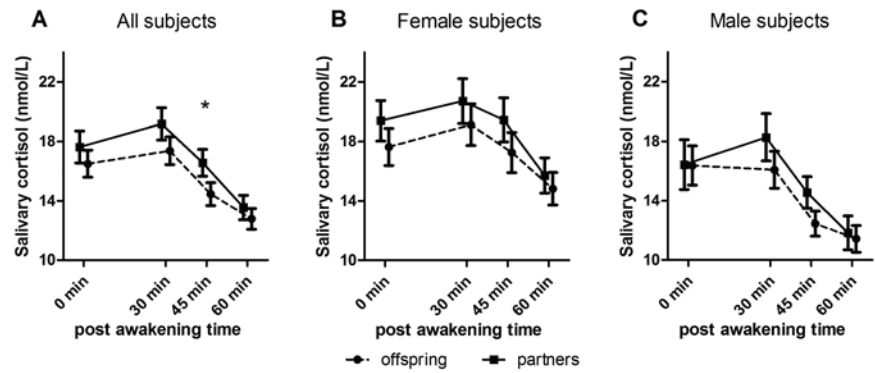 A All subjects
Salivary cortisol (nmol/L)
22
18
14
10
*
0 min
30 min
45 min
60 min
post awakening time
B Female subjects
Salivary cortisol (nmol/L)
22
18
14
10
0 min
30 min
45 min
60 min
post awakening time
C Male subjects
Salivary cortisol (nmol/L)
22
18
14
10
0 min
30 min
45 min
60 min
post awakening time
offspring partners